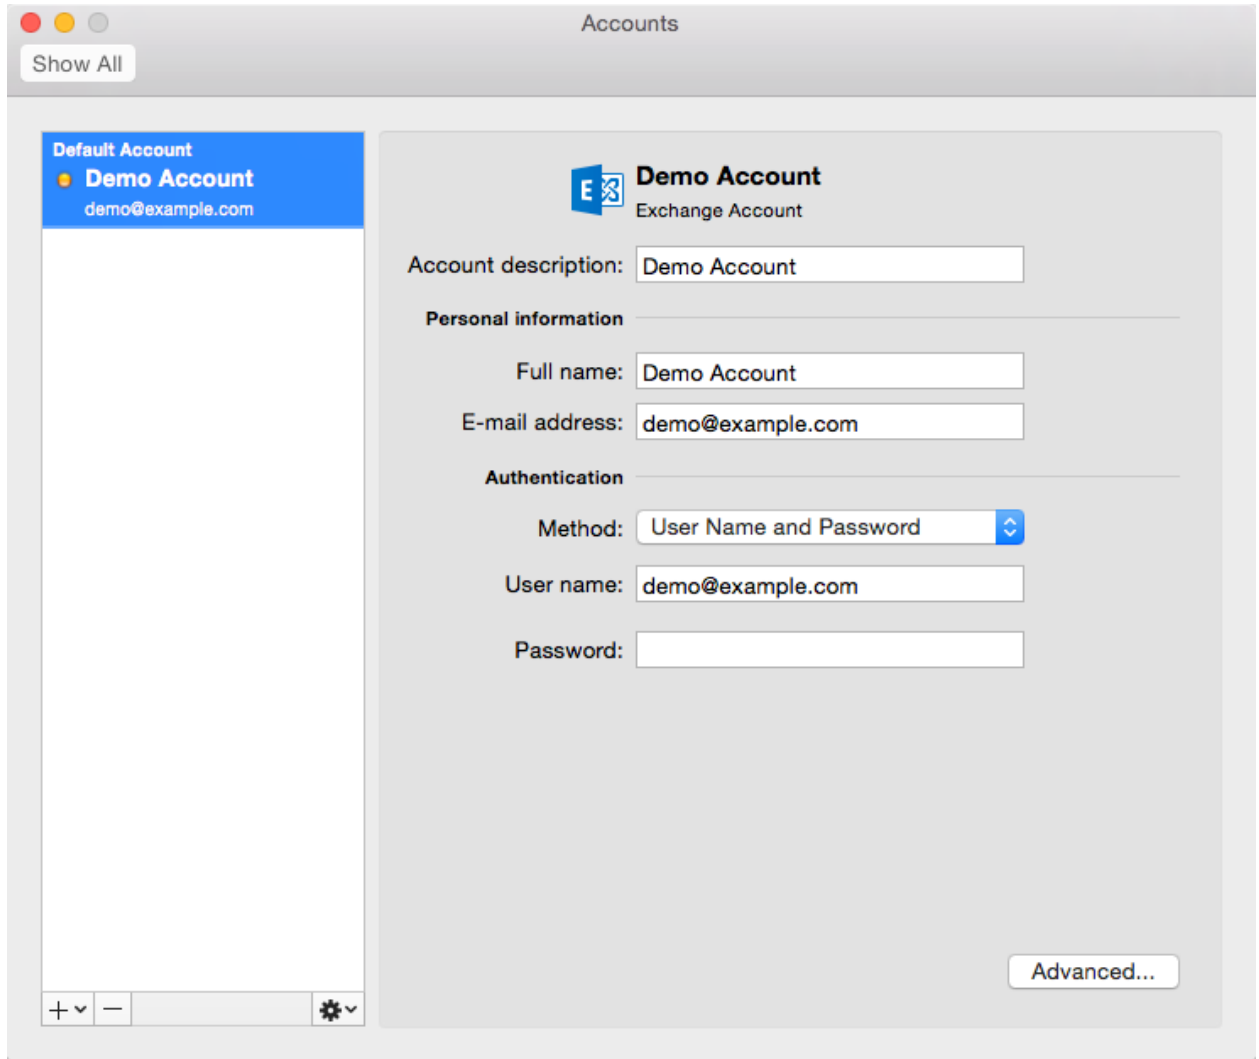 Accounts
Show All
Default Account
Demo Account
demo@example.com
E
Demo Account
Exchange Account
Account description: Demo Account
Personal information
Full name: Demo Account
E-mail address: demo@example.com
Authentication
Method: User Name and Password
User name: demo@example.com
Password:
Advanced...